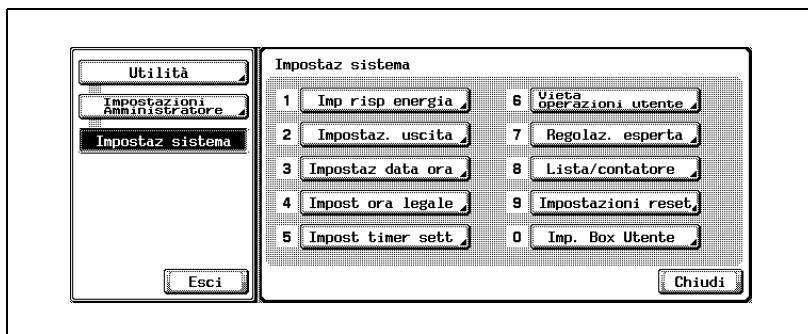 Utilità
Impostazioni
Amministratore
Impostaz sistema
Esci
Impostaz sistema
1 Imp risp energia
2 Impostaz. uscita
3 Impostaz data ora
4 Impost ora legale
5 Impost timer sett
6 Vieta
operazioni utente
7 Regolaz. esperta
8 Lista/contatore
9 Impostazioni reset
0 Imp. Box Utente
Chiudi